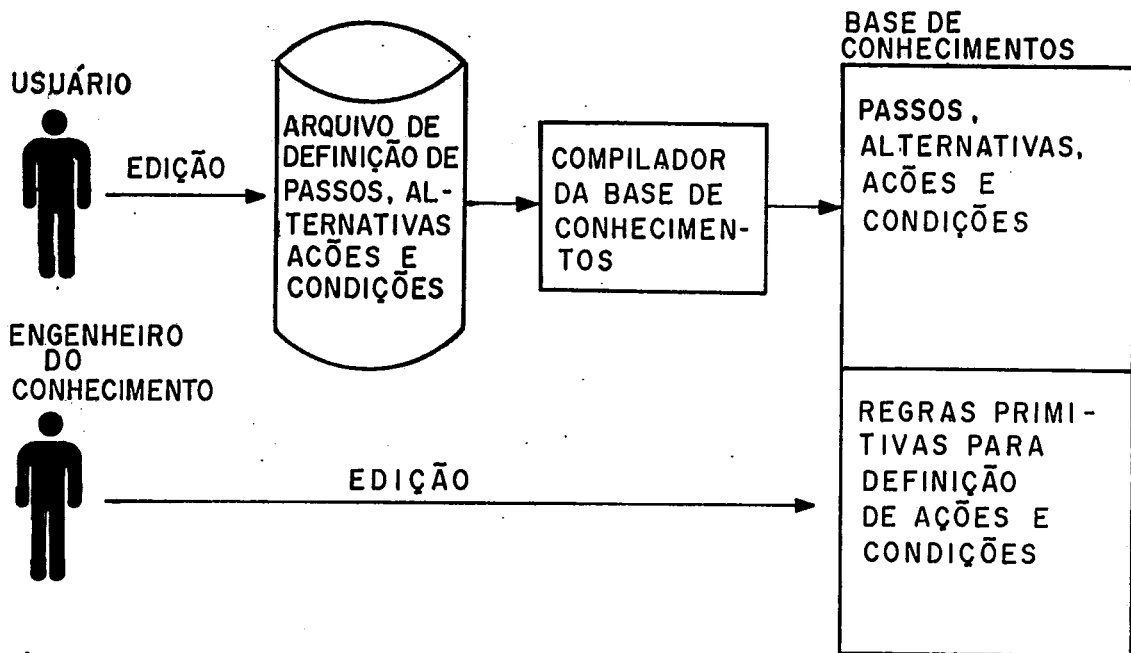 BASE DE
CONHECIMENTOS
USUÁRIO
EDIÇÃO
ARQUIVO DE
DEFINIÇÃO DE
PASSOS, AL-
TERNATIVAS
ACÕES E
CONDIÇÕES
COMPILADOR
DA BASE DE
CONHECIMEN-
TOS
PASSOS,
ALTERNATIVAS,
ACÕES E
CONDIÇÕES
ENGENHEIRO
DO
CONHECIMENTO
EDIÇÃO
REGRAS PRIMI-
TIVAS PARA
DEFINIÇÃO
DE AÇÕES E
CONDIÇÕES